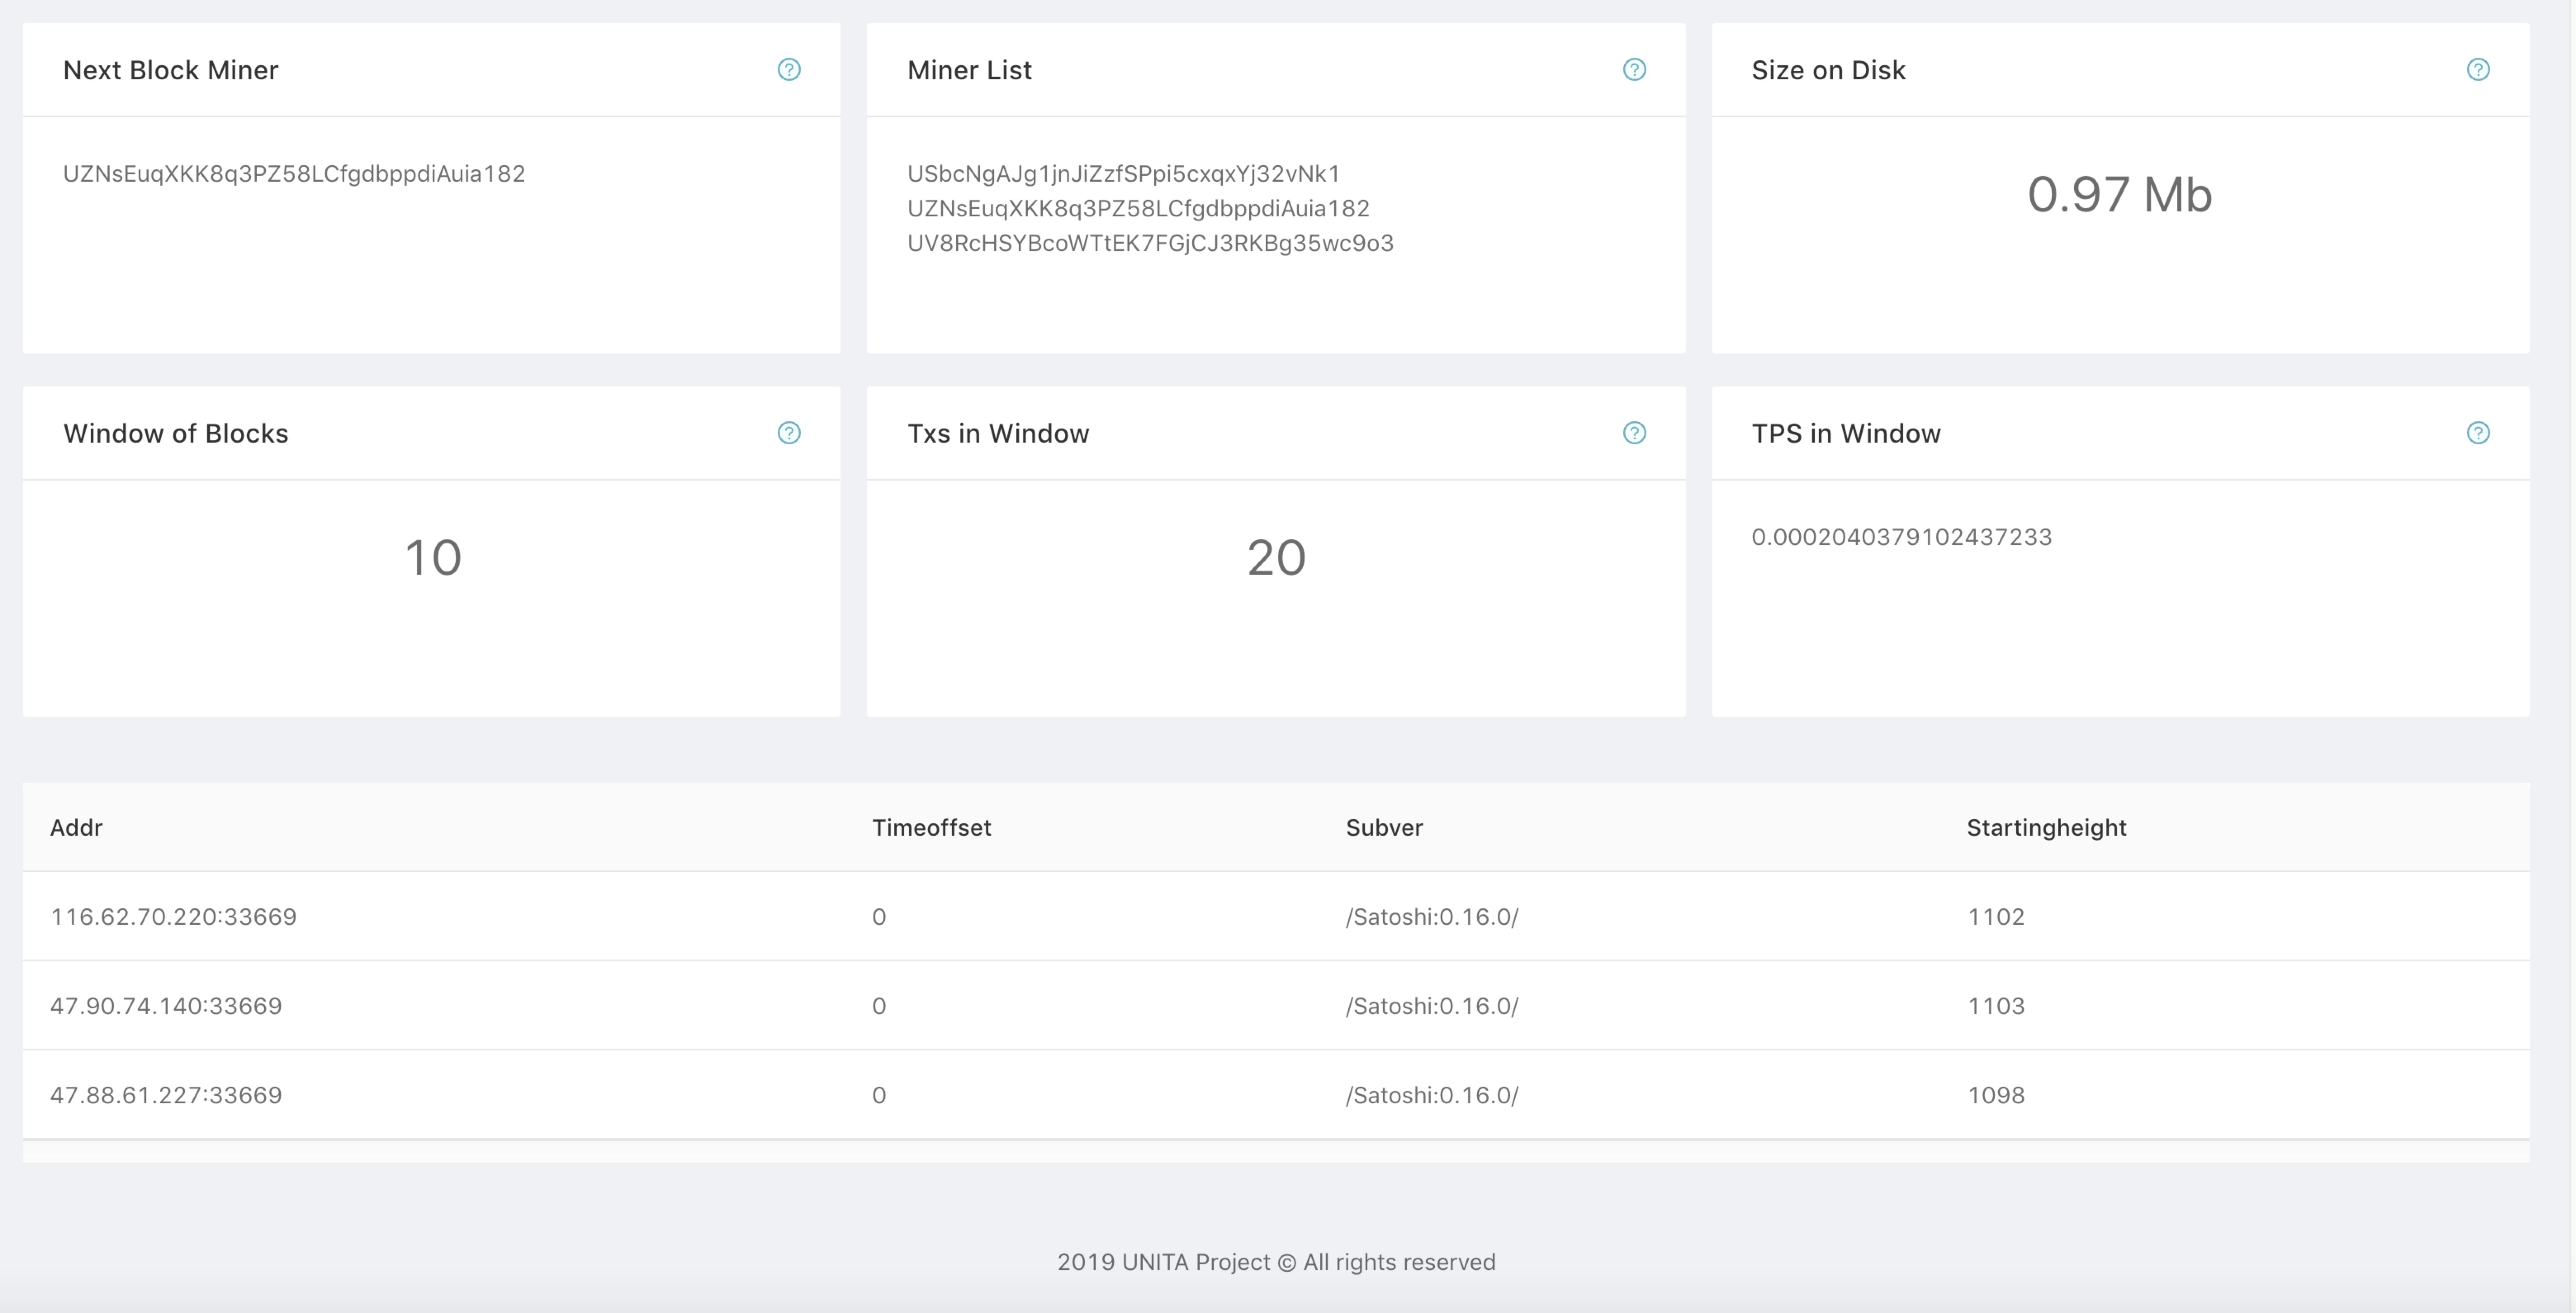 Next Block Miner
UZNsEuqXKK8q3PZ58LCfgdbppdiAuia182
Miner List
USbcNgAJg1jnJiZzfSPpi5cxqxYj32vNk1
UZNsEuqXKK8q3PZ58LCfgdbppdiAuia182
UV8RcHSYBcoWTtEK7FGjCJ3RKBg35wc9o3
Size on Disk
0.97 Mb
Window of Blocks
10
Txs in Window
20
TPS in Window
0.0002040379102437233
Addr Timeoffset Subver Startingheight
116.62.70.220:33669 0 /Satoshi:0.16.0/ 1102
47.90.74.140:33669 0 /Satoshi:0.16.0/ 1103
47.88.61.227:33669 0 /Satoshi:0.16.0/ 1098
2019 UNITA Project © All rights reserved